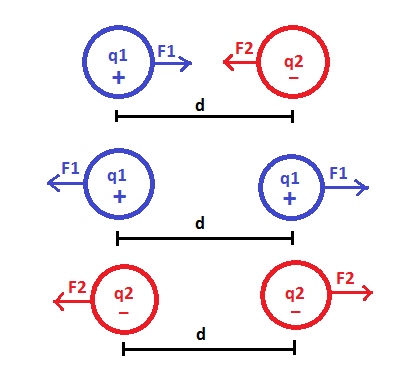 q1 F1 F2 q2
+ −
d
F1 q1 q1 F1
+ +
d
F2 q2 q2 F2
− −
d